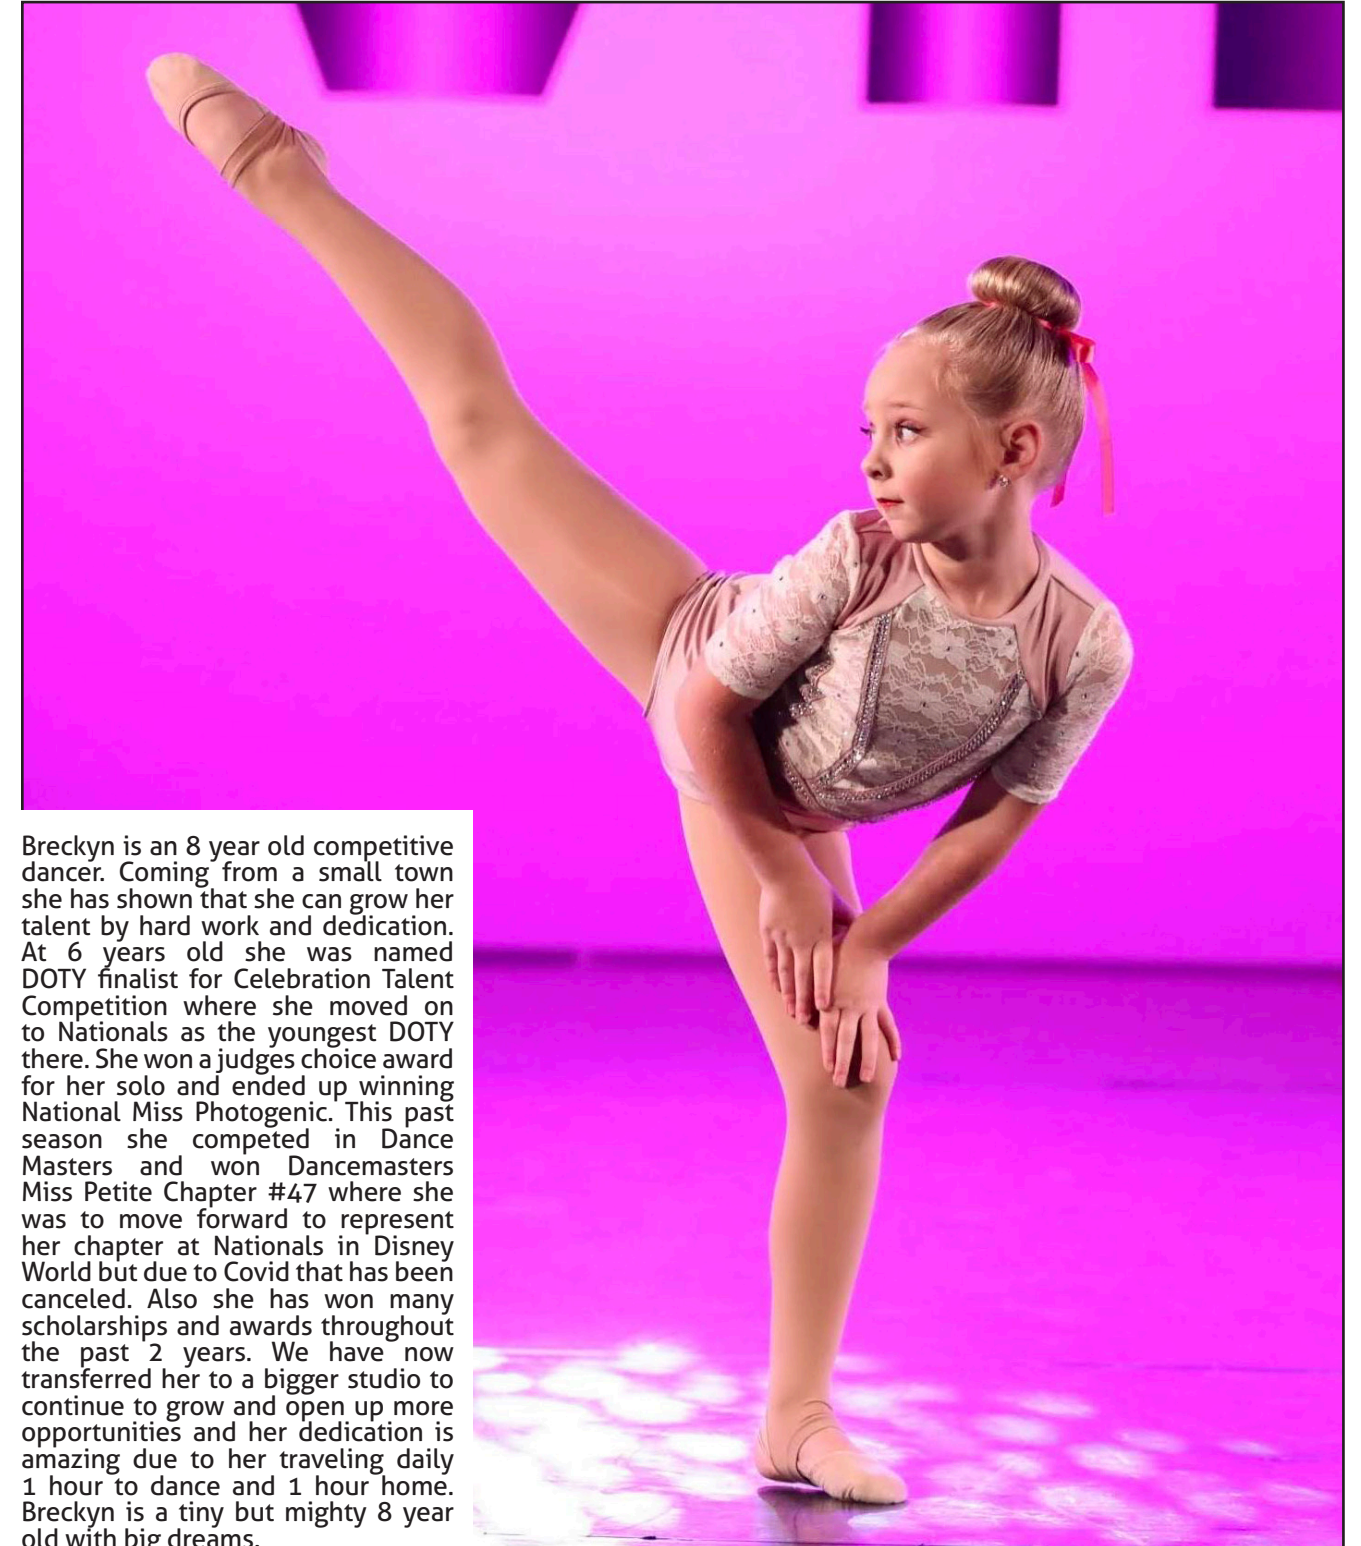 Breckyn is an 8 year old competitive
dancer. Coming from a small town
she has shown that she can grow her
talent by hard work and dedication.
At 6 years old she was named
DOTY finalist for Celebration Talent
Competition where she moved on
to Nationals as the youngest DOTY
there. She won a judges choice award
for her solo and ended up winning
National Miss Photogenic. This past
season she competed in Dance
Masters and won Dancemasters
Miss Petite Chapter #47 where she
was to move forward to represent
her chapter at Nationals in Disney
World but due to Covid that has been
canceled. Also she has won many
scholarships and awards throughout
the past 2 years. We have now
transferred her to a bigger studio to
continue to grow and open up more
opportunities and her dedication is
amazing due to her traveling daily
1 hour to dance and 1 hour home.
Breckyn is a tiny but mighty 8 year
old with big dreams.